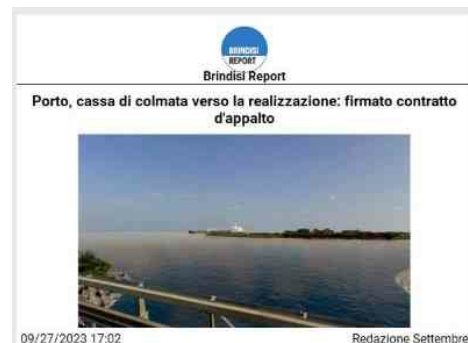 BRINDISI
REPORT
Brindisi Report
Porto, cassa di colmata verso la realizzazione: firmato contratto
d'appalto
09/27/2023 17:02
Redazione Settembre